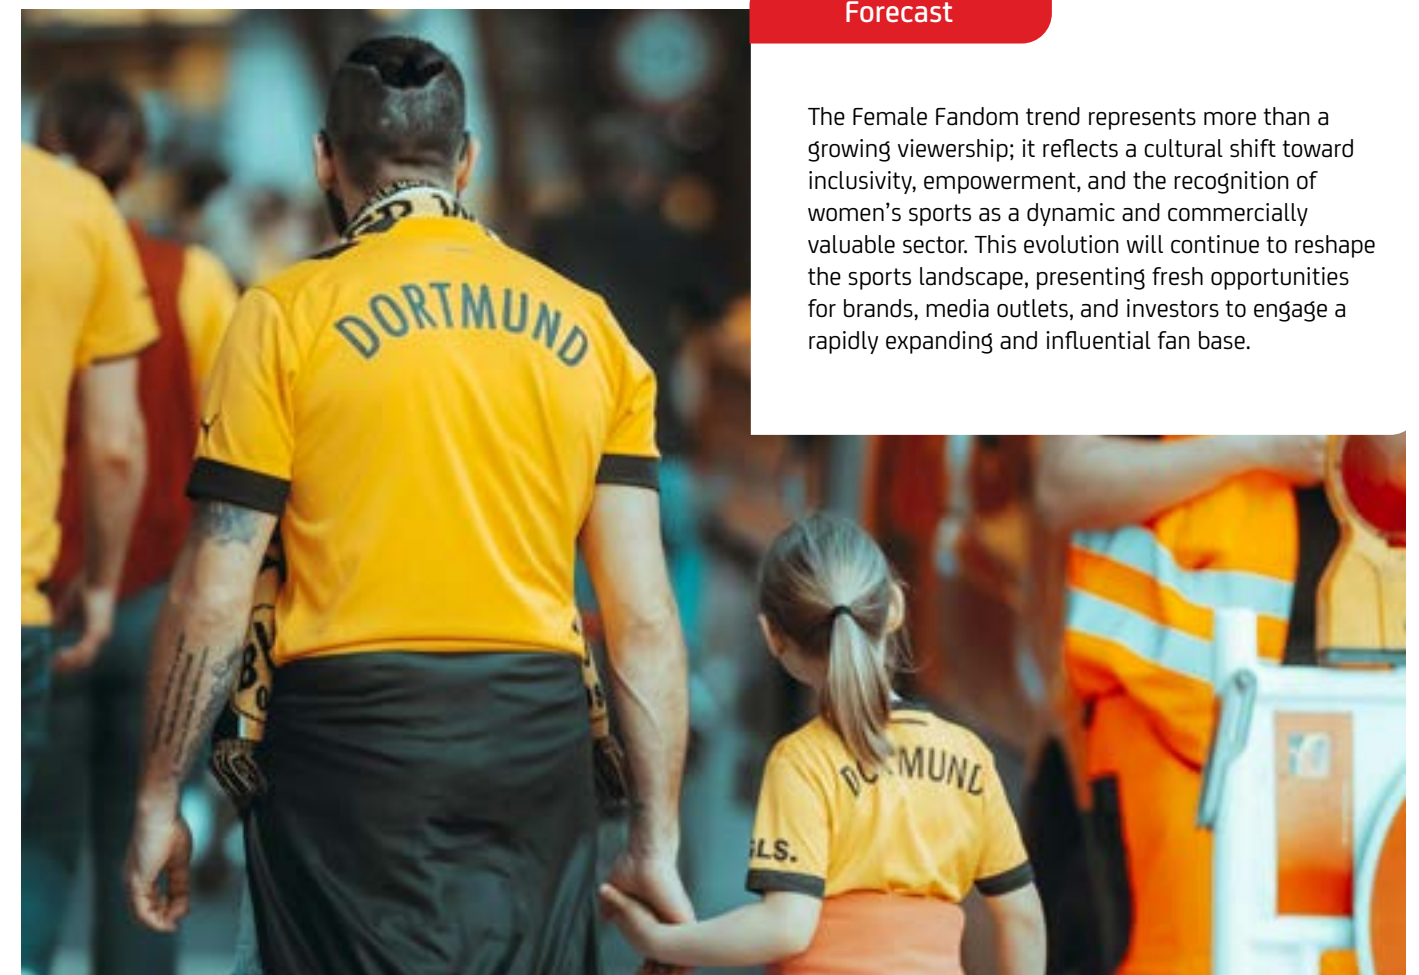 Forecast
The Female Fandom trend represents more than a
growing viewership; it reflects a cultural shift toward
inclusivity, empowerment, and the recognition of
women’s sports as a dynamic and commercially
valuable sector. This evolution will continue to reshape
the sports landscape, presenting fresh opportunities
for brands, media outlets, and investors to engage a
rapidly expanding and influential fan base.
DORTMUND
GLS.